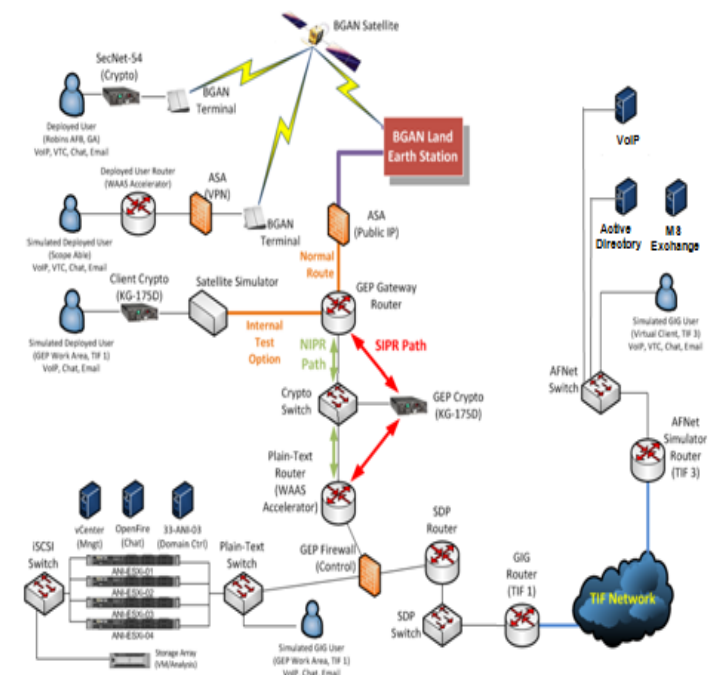 BGAN Satellite
SecNet-54
(Crypto)
BGAN
Terminal
Deployed User
(Robins AFB, GA)
VoIP, VTC, Chat, Email
BGAN Land
Earth Station
VoIP
Deployed User Router
(WAAS Accelerator)
ASA
(VPN)
BGAN
Terminal
Simulated Deployed User
(Scope Able)
VoIP, VTC, Chat, Email
ASA
(Public IP)
Normal
Route
Active
Directory
M8
Exchange
Client Crypto
(KG-175D)
Satellite Simulator
GEP Gateway
Router
Simulated Deployed User
(GEP Work Area, TIF 1)
VoIP, Chat, Email
Internal
Test
Option
NIPR
Path
SIPR Path
Simulated GIG User
(Virtual Client, TIF 3)
VoIP, VTC, Chat, Email
AFNet
Switch
Crypto
Switch
GEP Crypto
(KG-175D)
AFNet
Simulator
Router
(TIF 3)
Plain-Text
Router
(WAAS
Accelerator)
vCenter
(Mngt)
OpenFire
(Chat)
33-ANI-03
(Domain Ctrl)
iSCSI
Switch
Plain-Text
Switch
GEP Firewall
(Control)
SDP
Router
GIG
Router
(TIF 1)
TIF Network
ANI-ESXi-01
ANI-ESXi-02
ANI-ESXi-03
ANI-ESXi-04
SDP
Switch
Storage Array
(VM/Analysis)
Simulated GIG User
(GEP Work Area, TIF 1)
VoIP, Chat, Email